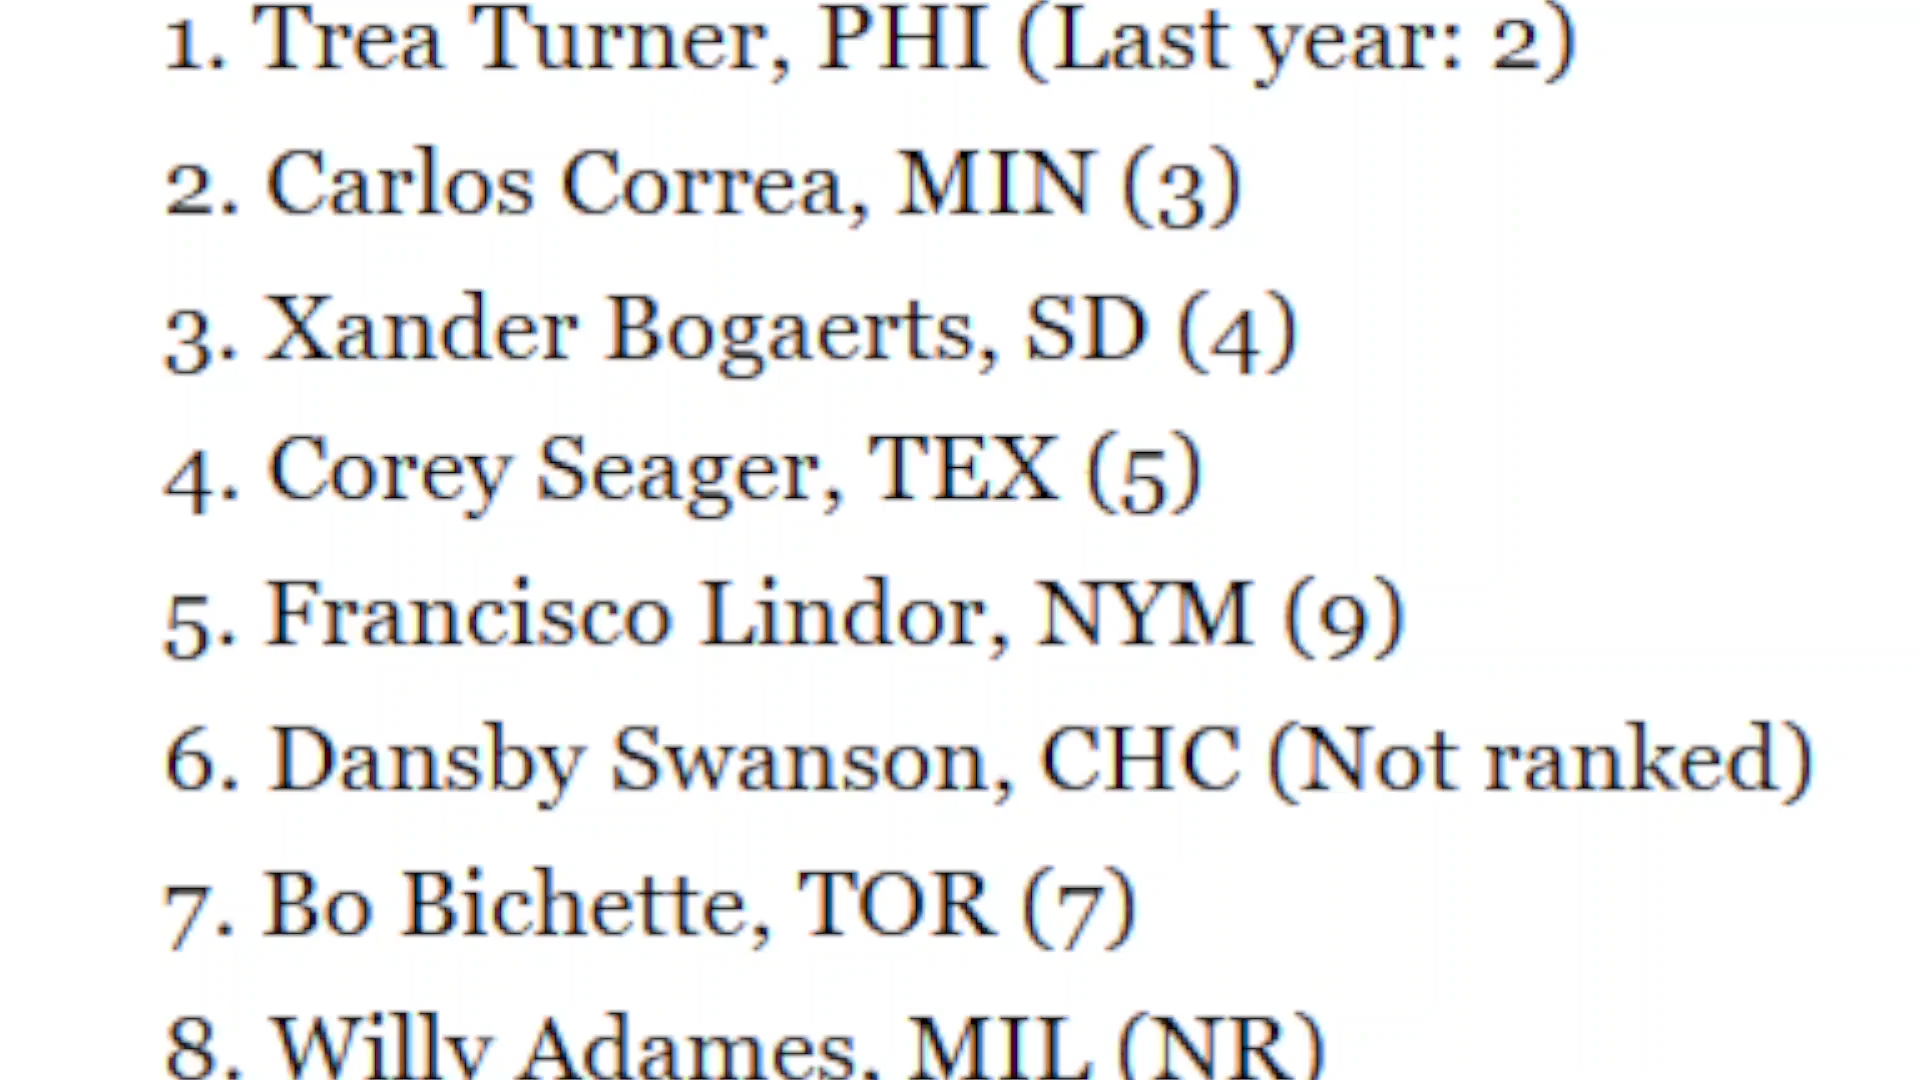 1. Trea Turner, PHI (Last year: 2)
2. Carlos Correa, MIN (3)
3. Xander Bogaerts, SD (4)
4. Corey Seager, TEX (5)
5. Francisco Lindor, NYM (9)
6. Dansby Swanson, CHC (Not ranked)
7. Bo Bichette, TOR (7)
8. Willy Adames, MIL (NR)